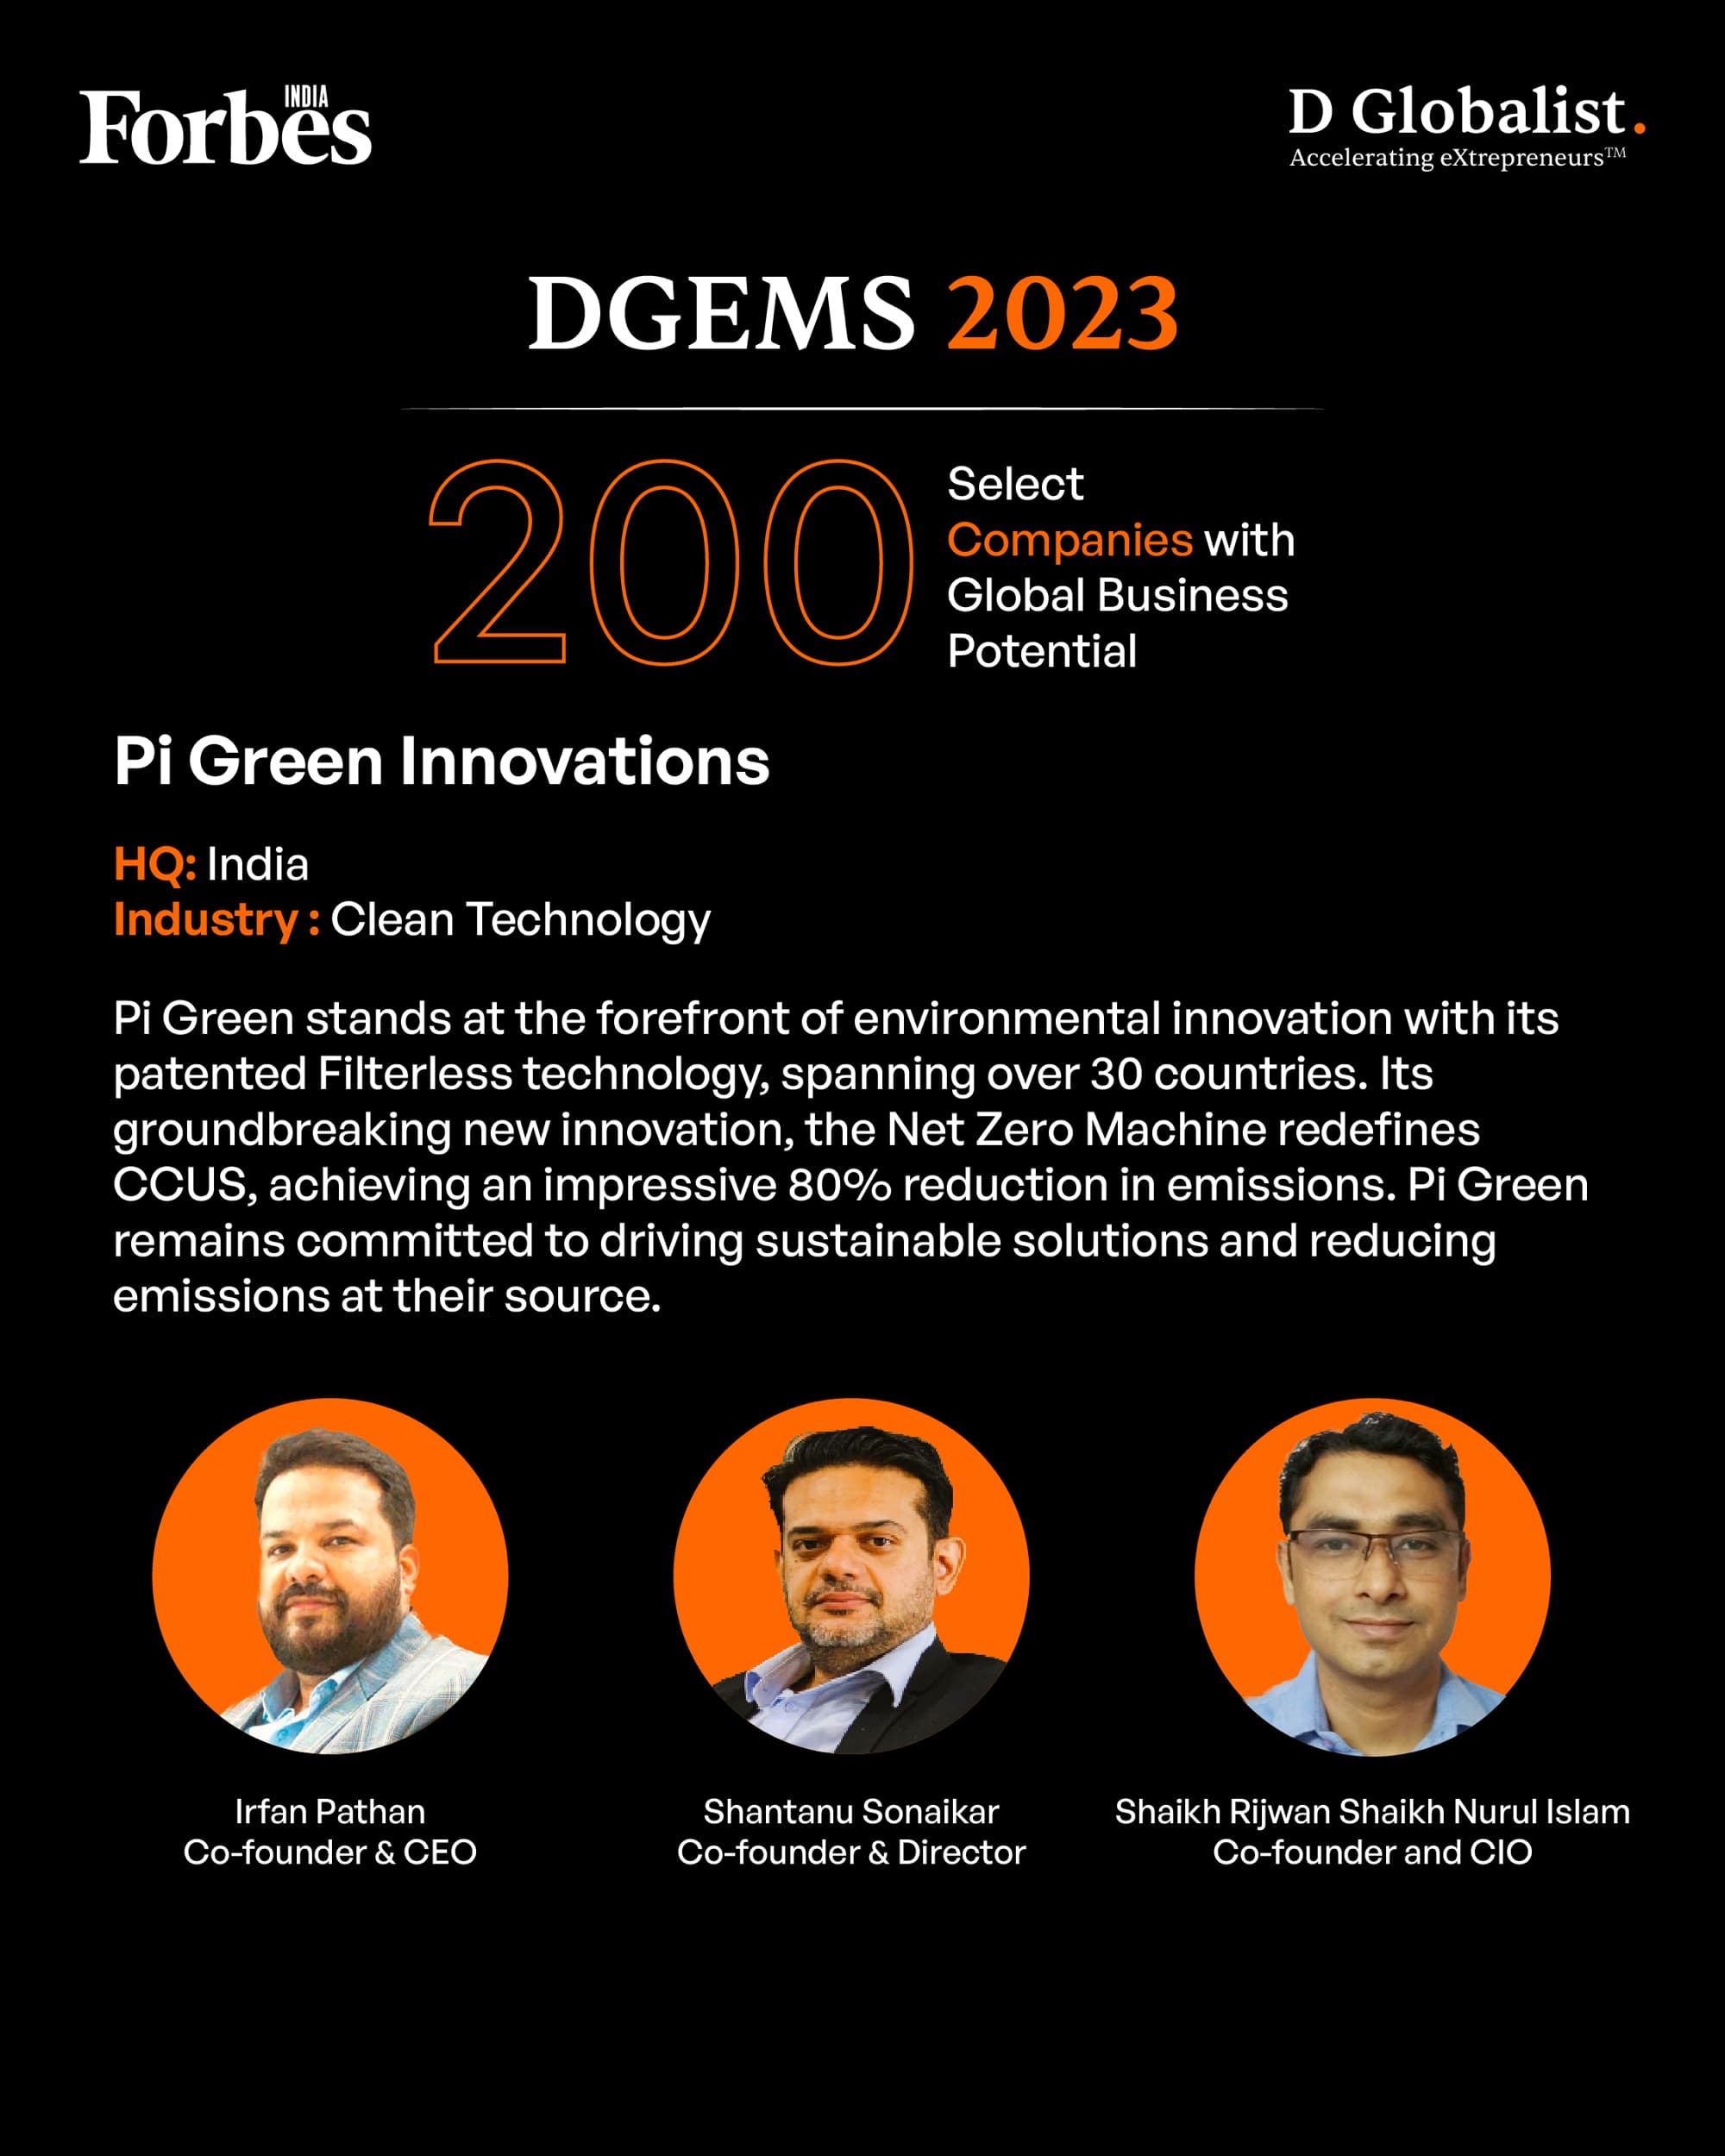 Forbes INDIA
D Globalist.
Accelerating eXtrepreneurs™
DGEMS 2023
200
Select
Companies with
Global Business
Potential
Pi Green Innovations
HQ: India
Industry : Clean Technology
Pi Green stands at the forefront of environmental innovation with its
patented Filterless technology, spanning over 30 countries. Its
groundbreaking new innovation, the Net Zero Machine redefines
CCUS, achieving an impressive 80% reduction in emissions. Pi Green
remains committed to driving sustainable solutions and reducing
emissions at their source.
Irfan Pathan
Co-founder & CEO
Shantanu Sonaikar
Co-founder & Director
Shaikh Rijwan Shaikh Nurul Islam
Co-founder and CIO